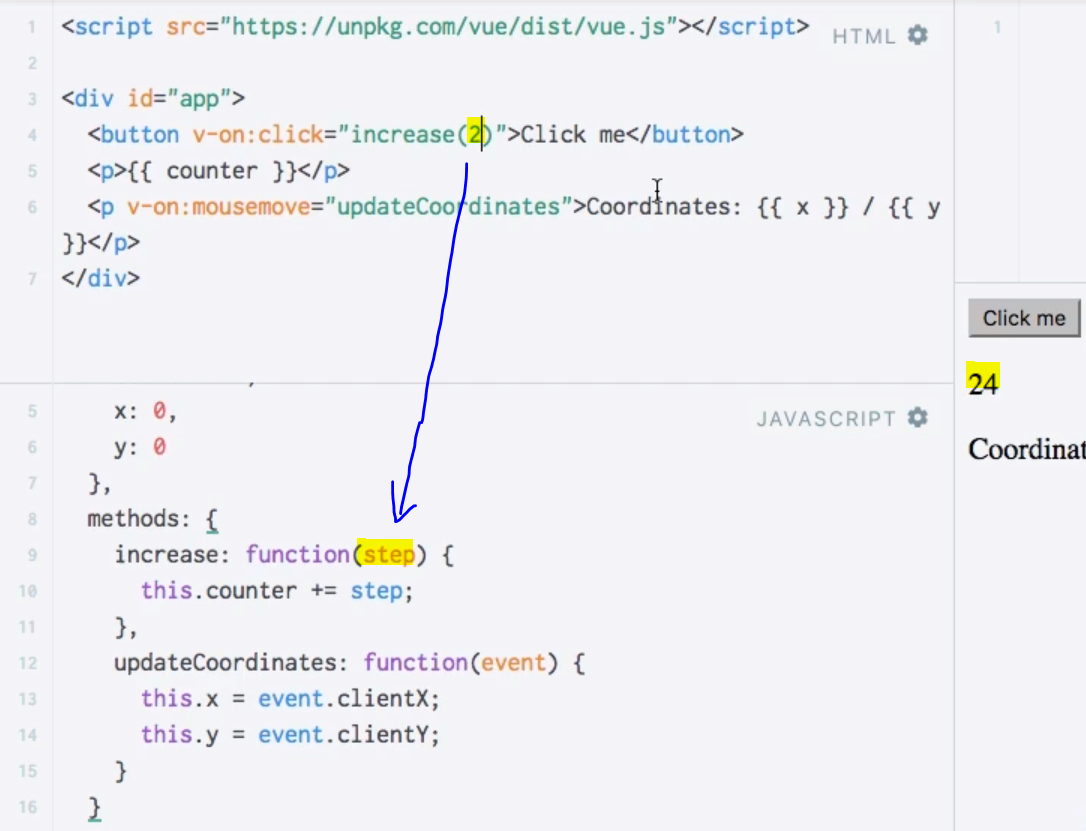 1 <script src="https://unpkg.com/vue/dist/vue.js"></script> HTML
2
3 <div id="app">
4 <button v-on:click="increase(2)">Click me</button>
5 <p>{{ counter }}</p>
6 <p v-on:mousemove="updateCoordinates">Coordinates: {{ x }} / {{ y
}}</p>
7 </div>
5 x: 0,
JAVASCRIPT
6 y: 0
7 },
8 methods: {
9 increase: function(step) {
10 this.counter += step;
11 },
12 updateCoordinates: function(event) {
13 this.x = event.clientX;
14 this.y = event.clientY;
15 }
16 }
1
Click me
24
Coordinat